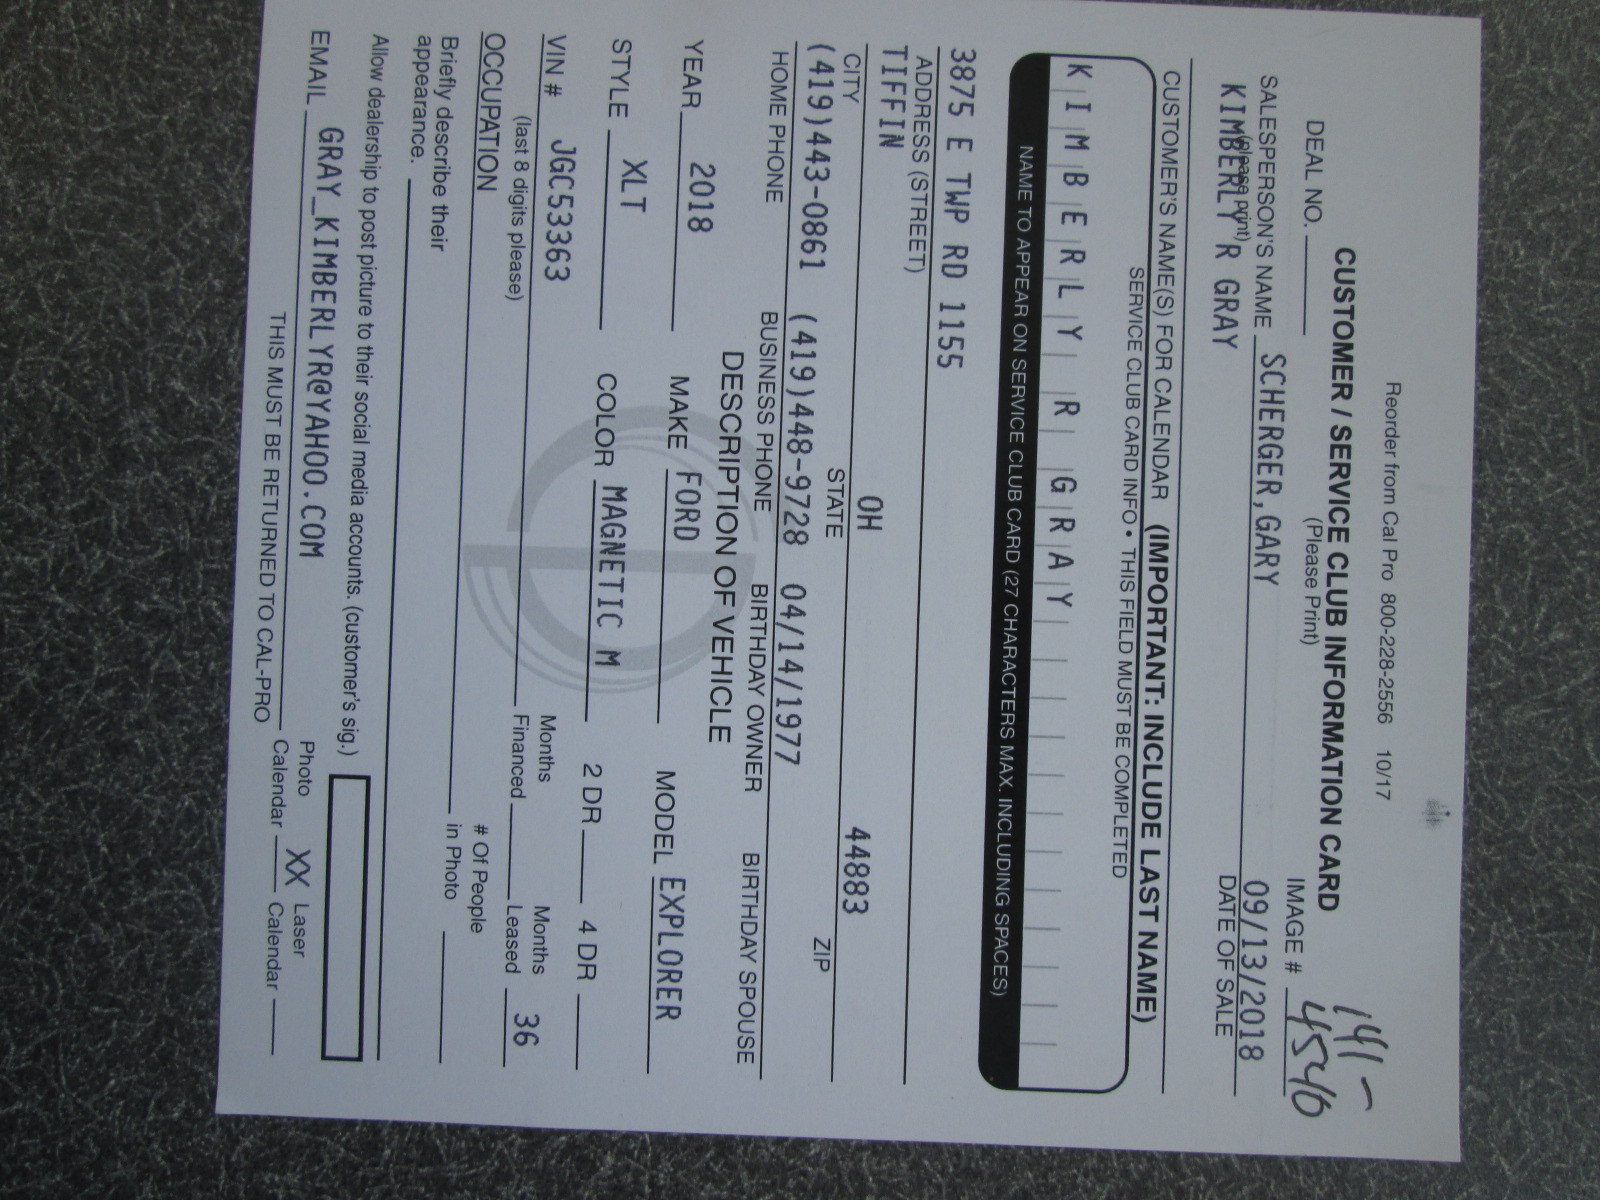 Reorder from Cal Pro 800-228-2556 10/17
CUSTOMER / SERVICE CLUB INFORMATION CARD
(Please Print)
141-
DEAL NO.
IMAGE # 4546
SALESPERSON'S NAME SCHERGER,GARY 09/13/2018
(please print) DATE OF SALE
KIMBERLY R GRAY
CUSTOMER'S NAME(S) FOR CALENDAR (IMPORTANT: INCLUDE LAST NAME)
SERVICE CLUB CARD INFO • THIS FIELD MUST BE COMPLETED
KIMBERLY R GRAY
NAME TO APPEAR ON SERVICE CLUB CARD (27 CHARACTERS MAX. INCLUDING SPACES)
3875 E TWP RD 1155
ADDRESS (STREET)
TIFFIN OH 44883
CITY STATE ZIP
(419)443-0861 (419)448-9728 04/14/1977
HOME PHONE BUSINESS PHONE BIRTHDAY OWNER BIRTHDAY SPOUSE
DESCRIPTION OF VEHICLE
YEAR 2018 MAKE FORD MODEL EXPLORER
STYLE XLT COLOR MAGNETIC M 2 DR 4 DR
VIN # JGC53363 Months Financed Months Leased 36
(last 8 digits please)
OCCUPATION # Of People
in Photo
Briefly describe their
appearance.
Allow dealership to post picture to their social media accounts. (customer's sig.)
EMAIL GRAY_KIMBERLYR@YAHOO.COM Photo Calendar XX Laser Calendar
THIS MUST BE RETURNED TO CAL-PRO